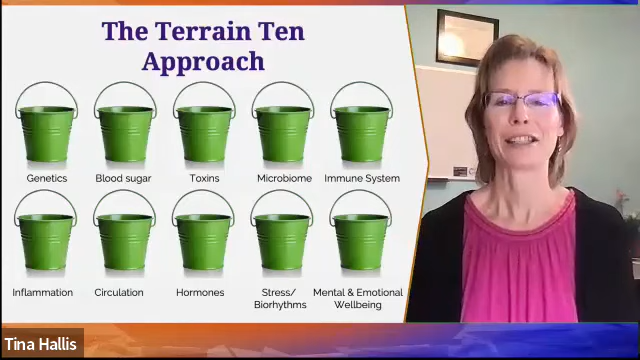 The Terrain Ten
Approach
Genetics
Blood sugar
Toxins
Microbiome
Immune System
Inflammation
Circulation
Hormones
Stress/
Biorhythms
Mental & Emotional
Wellbeing
Tina Hallis